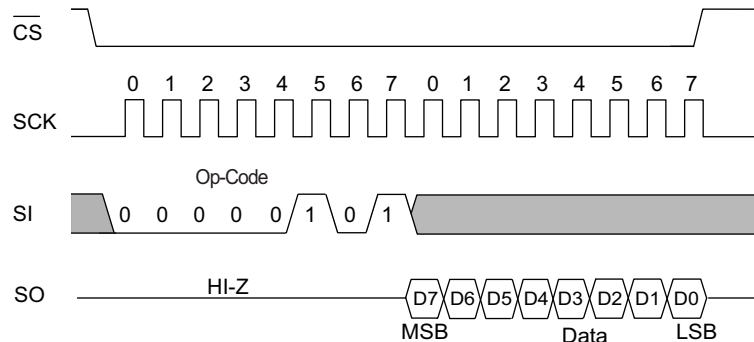 CS
0 1 2 3 4 5 6 7 0 1 2 3 4 5 6 7
SCK
Op-Code
SI 0 0 0 0 0 1 0 1
HI-Z
SO D7 D6 D5 D4 D3 D2 D1 D0
MSB Data LSB